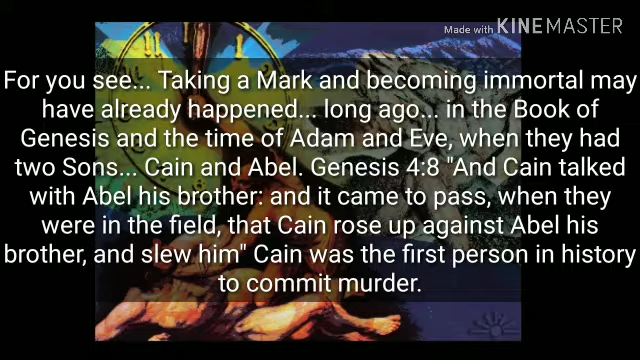 Made with KINEMASTER
For you see... Taking a Mark and becoming immortal may
have already happened... long ago... in the Book of
Genesis and the time of Adam and Eve, when they had
two Sons... Cain and Abel. Genesis 4:8 "And Cain talked
with Abel his brother: and it came to pass, when they
were in the field, that Cain rose up against Abel his
brother, and slew him" Cain was the first person in history
to commit murder.